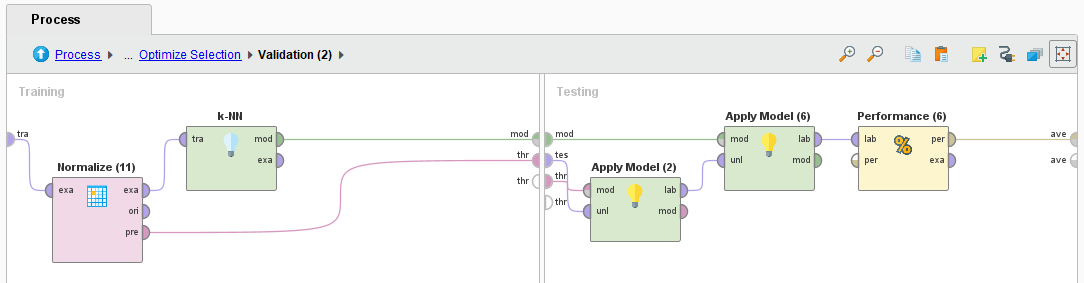 Process
Process ... Optimize Selection Validation (2)
Training
Testing
k-NN
Apply Model (6)
Performance (6)
tra
tra
mod
mod
mod
mod
lab
lab
per
ave
exa
thr
tes
unl
mod
per
exa
ave
Normalize (11)
thr
thr
Apply Model (2)
exa
exa
mod
lab
ori
thr
unl
mod
pre